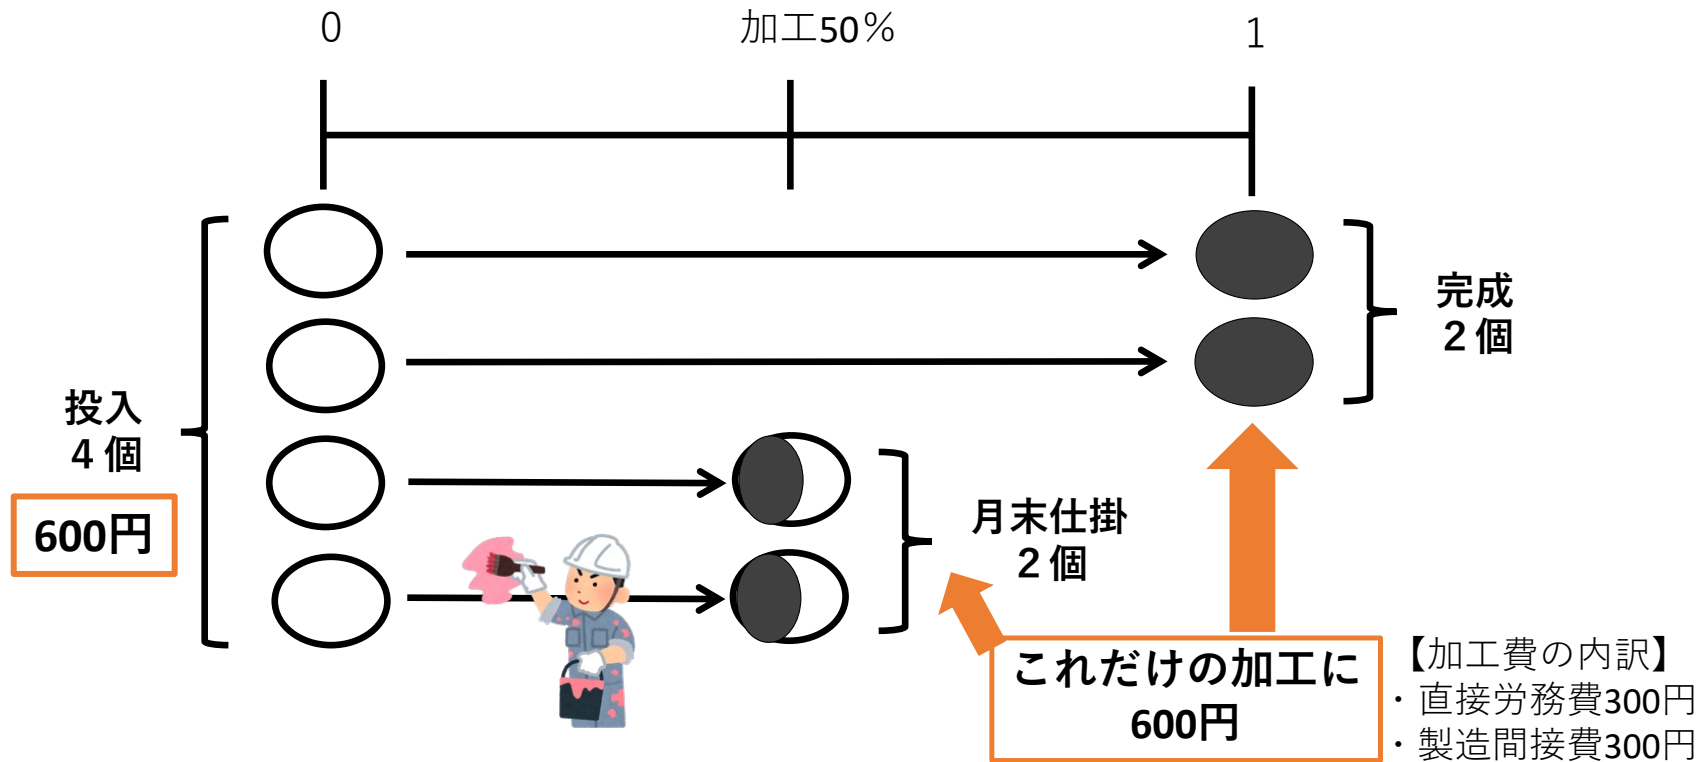 0
加工50％
1
投入
４個
600円
完成
２個
月末仕掛
２個
これだけの加工に
600円
【加工費の内訳】
・直接労務費300円
・製造間接費300円